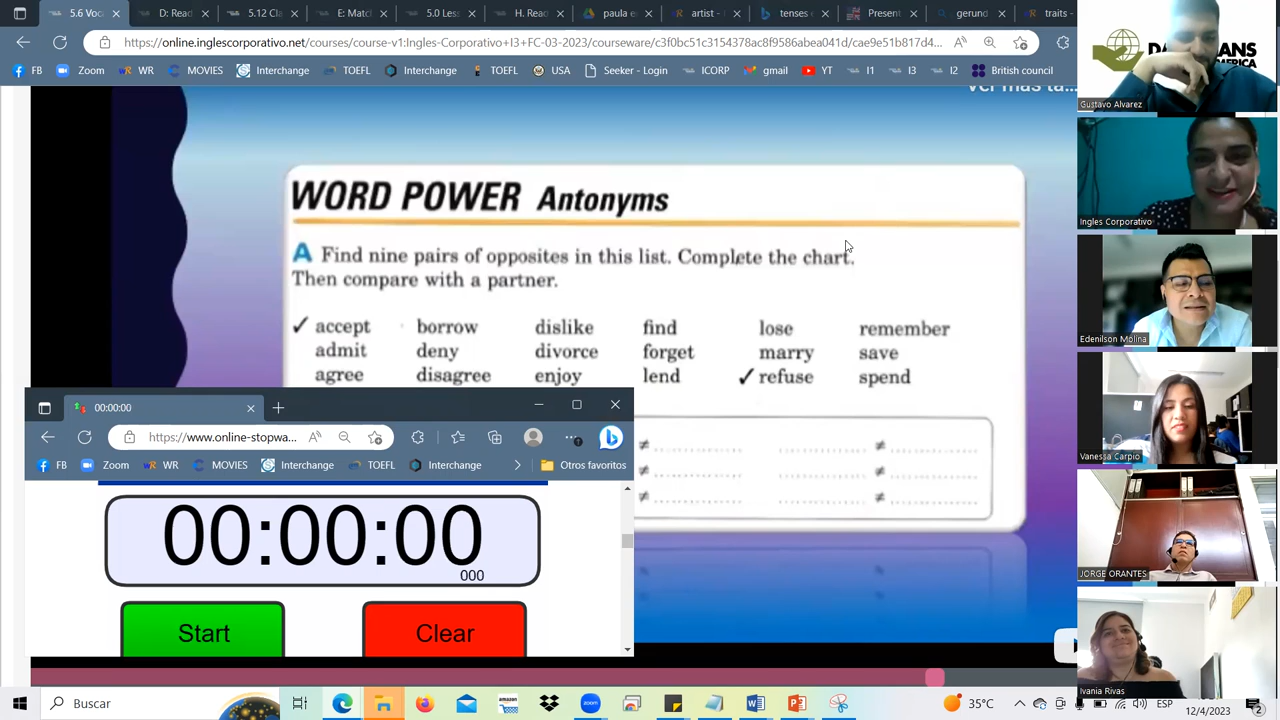 5.6 Voc
D: Read
5.12 Cla
E: Work
5.0 Less
H. Read
paula e
artist
tenses
Present
gerund
traits -
https://online.inglescorporativo.net/courses/course-v1:Ingles-Corporativo+I3+FC-03-2023/courseware/c3f0bc51c3154378ac8f9586abea041d/cae9e51b817d4...
FB
Zoom
WR
MOVIES
Interchange
TOEFL
Interchange
TOEFL
USA
Seeker - Login
ICORP
gmail
YT
I1
I3
I2
British council
WORD POWER Antonyms
A Find nine pairs of opposites in this list. Complete the chart.
Then compare with a partner.
✓ accept borrow dislike find lose remember
admit deny divorce forget marry save
agree disagree enjoy lend ✓ refuse spend
≠ ≠
≠ ≠
≠ ≠
00:00:00
https://www.online-stopwa...
FB
Zoom
WR
MOVIES
Interchange
TOEFL
Interchange
Otros favoritos
00:00:00
000
Start
Clear
Gustavo Alvarez
Ingles Corporativo
Edenilson Molina
Vanessa Carpio
JORGE ORANTES
Ivania Rivas
Buscar
35°C
ESP
12/4/2023
2